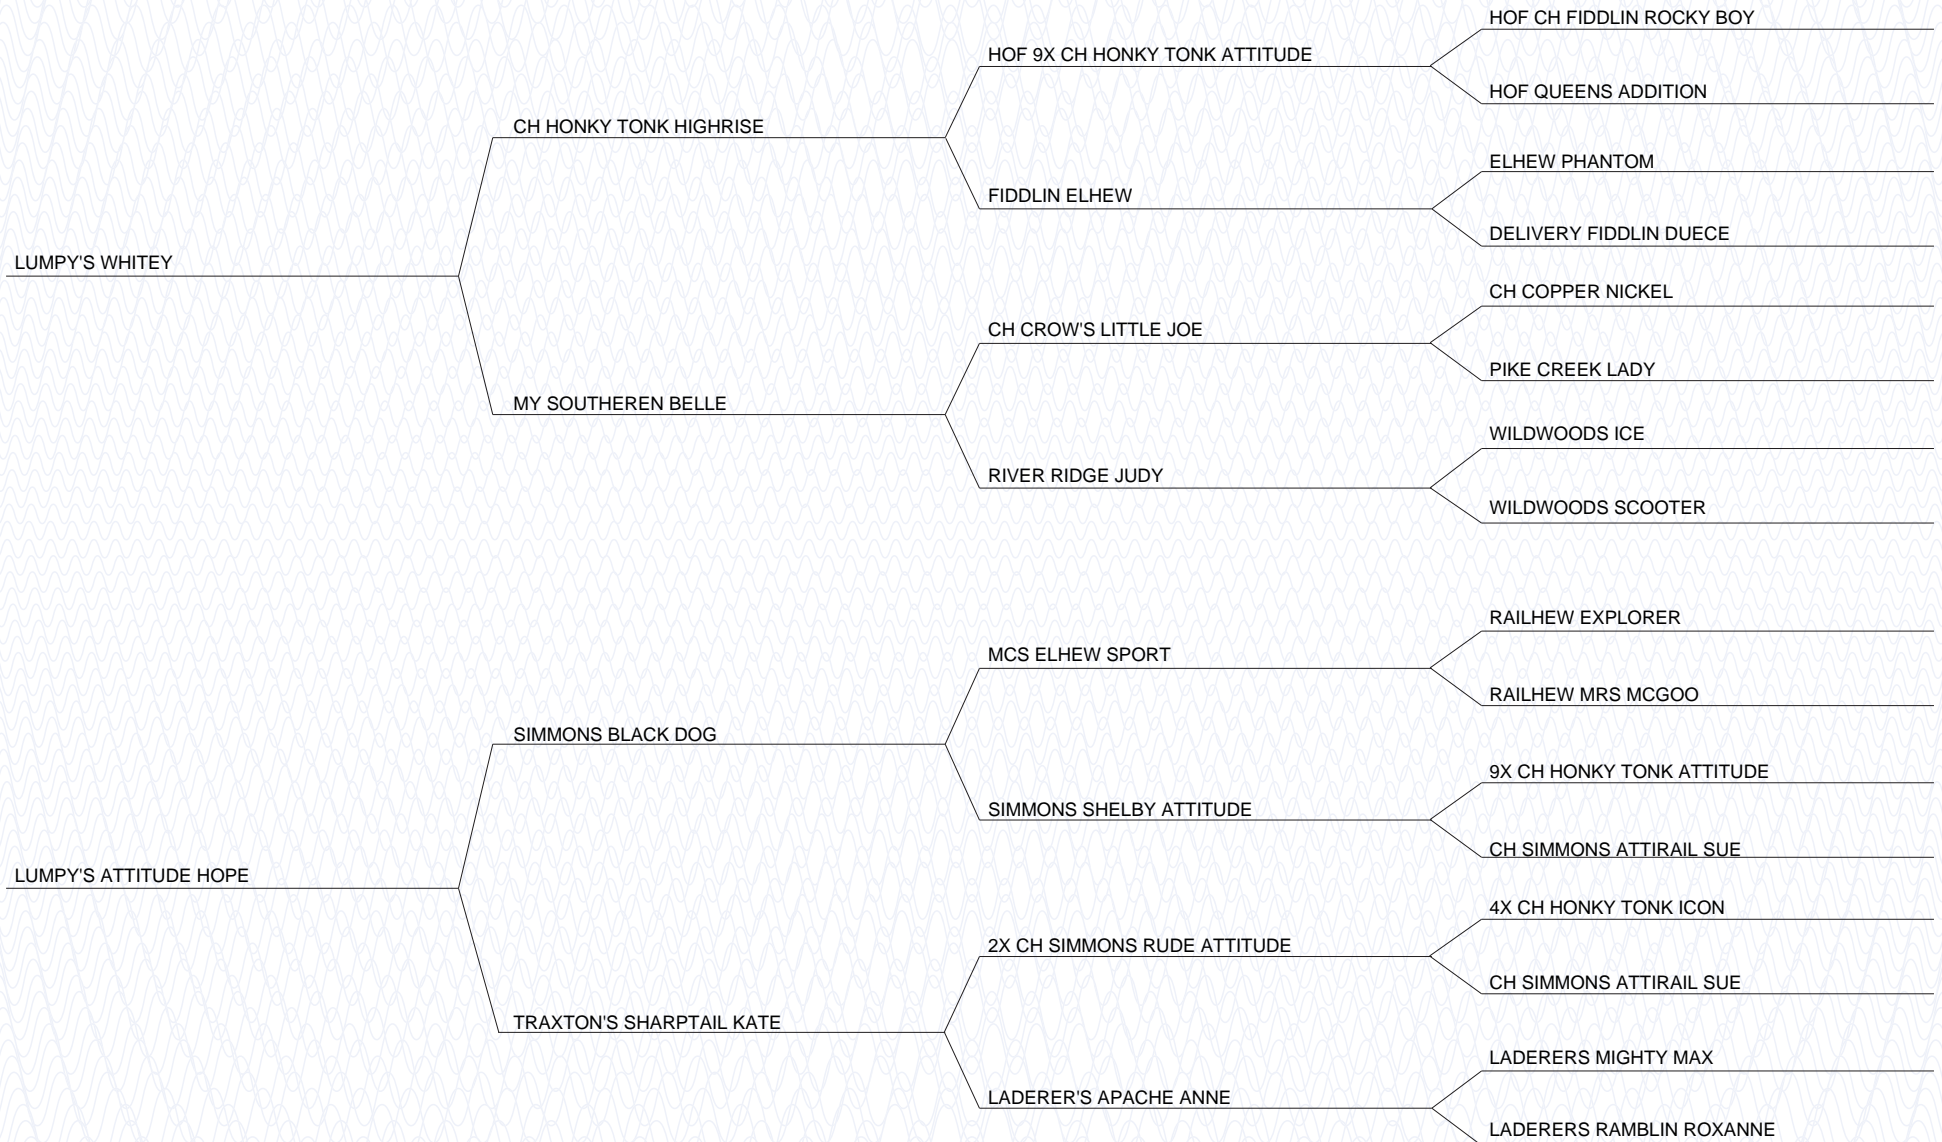 HOF CH FIDDLIN ROCKY BOY
HOF 9X CH HONKY TONK ATTITUDE
HOF QUEENS ADDITION
CH HONKY TONK HIGHRISE
ELHEW PHANTOM
FIDDLIN ELHEW
DELIVERY FIDDLIN DUECE
LUMPY'S WHITEY
CH COPPER NICKEL
CH CROW'S LITTLE JOE
PIKE CREEK LADY
MY SOUTHEREN BELLE
WILDWOODS ICE
RIVER RIDGE JUDY
WILDWOODS SCOOTER
RAILHEW EXPLORER
MCS ELHEW SPORT
RAILHEW MRS MCGOO
SIMMONS BLACK DOG
9X CH HONKY TONK ATTITUDE
SIMMONS SHELBY ATTITUDE
CH SIMMONS ATTIRAIL SUE
LUMPY'S ATTITUDE HOPE
4X CH HONKY TONK ICON
2X CH SIMMONS RUDE ATTITUDE
CH SIMMONS ATTIRAIL SUE
TRAXTON'S SHARPTAIL KATE
LADERERS MIGHTY MAX
LADERER'S APACHE ANNE
LADERERS RAMBLIN ROXANNE